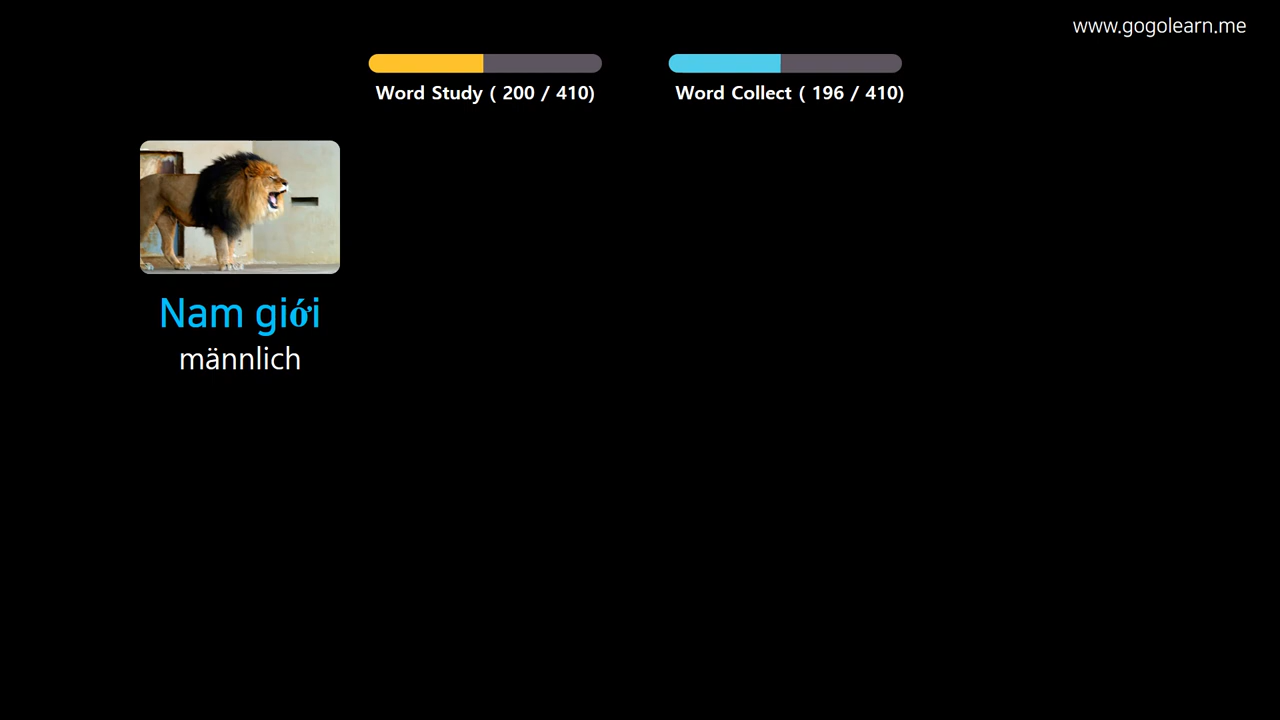 www.gogolearn.me
Word Study ( 200 / 410)
Word Collect ( 196 / 410)
Nam giới
männlich